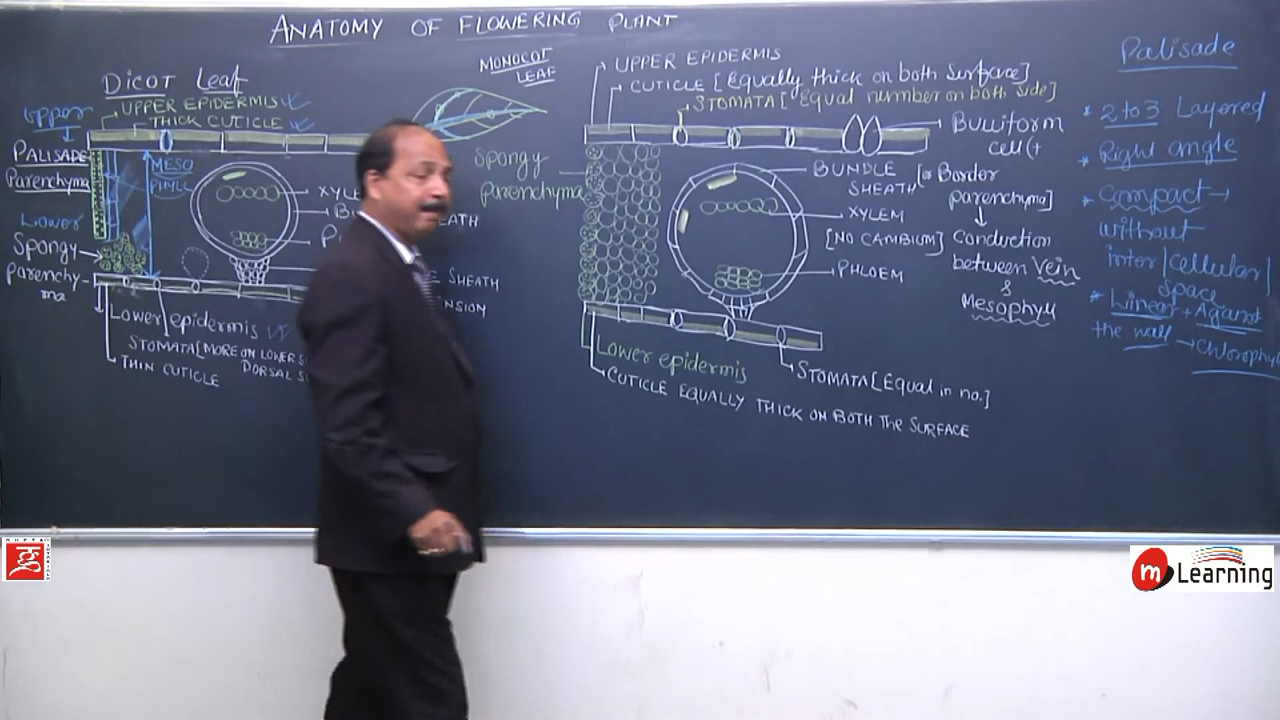 ANATOMY OF FLOWERING PLANT
DICOT Leaf
Upper
UPPER EPIDERMIS
THICK CUTICLE
PALISADE
Parenchyma
MESO
PHYLL
Lower
Spongy
parenchy-
ma
Lower epidermis
STOMATA [MORE ON LOWER
DORSAL
THIN CUTICLE
SHEATH
EXTENSION
MONOCOT
LEAF
UPPER EPIDERMIS
CUTICLE [Equally thick on both Surface]
STOMATA [Equal number on both side]
Bulliform
cell (+
Spongy
parenchyma
BUNDLE
SHEATH [or Border
parenchyma]
XYLEM
[NO CAMBIUM]
Conduction
between Vein
&
Mesophyll
PHLOEM
Lower epidermis
STOMATA [Equal in no.]
CUTICLE EQUALLY THICK ON BOTH The SURFACE
Palisade
* 2 to 3 Layered
* Right angle
* Compact →
without
inter/cellular
space
* Linear + Against
the wall → Chlorophyll
m Learning